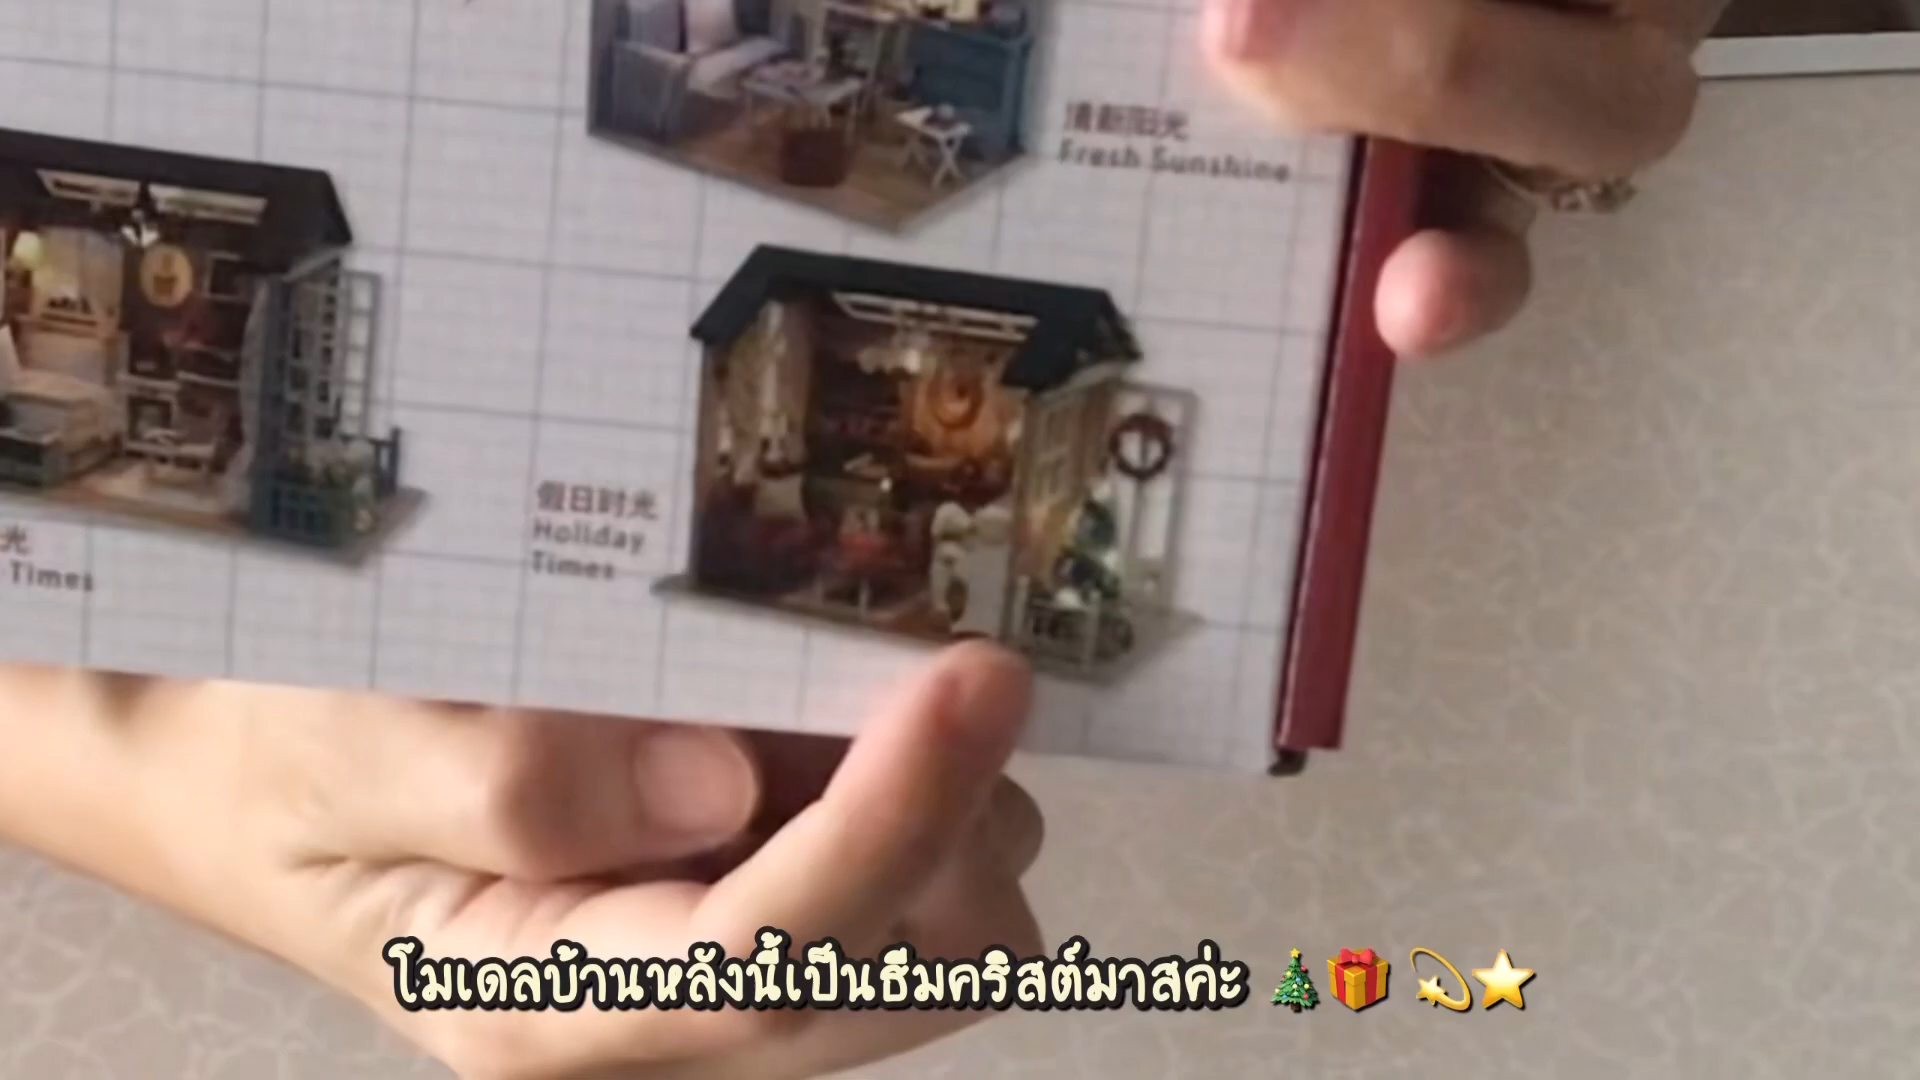 清新阳光
Fresh Sunshine
假日时光
Holiday
Times
光
Times
โมเดลบ้านหลังนี้เป็นธีมคริสต์มาสค่ะ 🎄🎁 💫⭐